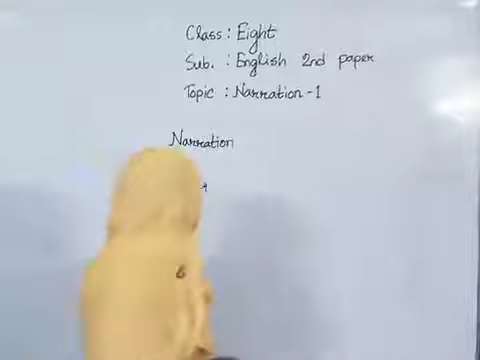 Class : Eight
Sub. : English 2nd paper
Topic : Narration -1
Narration